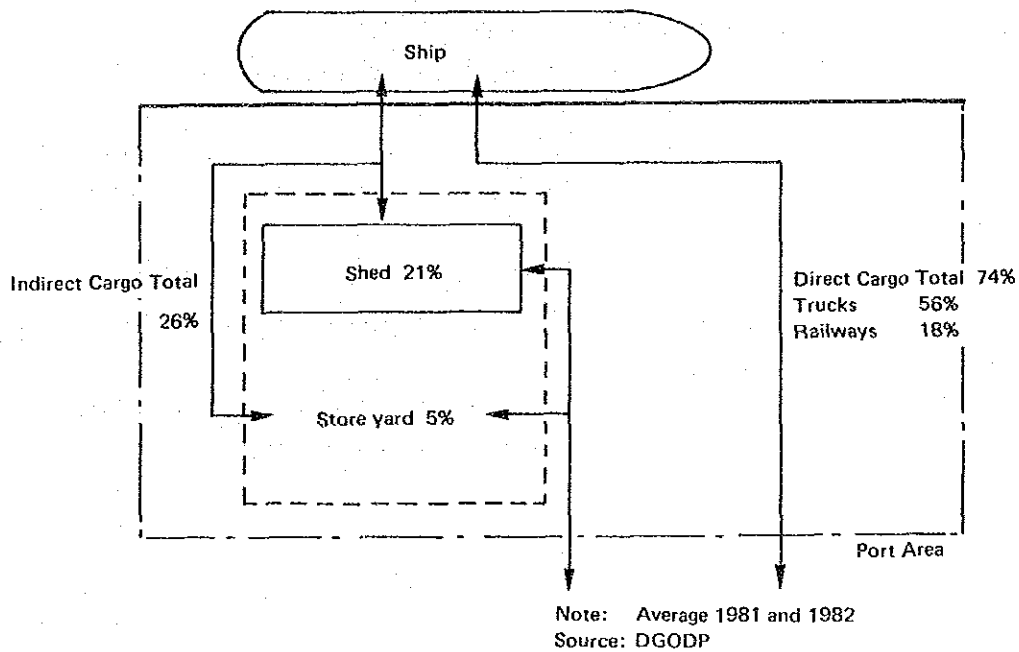 Ship
Shed 21%
Indirect Cargo Total
26%
Direct Cargo Total 74%
Trucks 56%
Railways 18%
Store yard 5%
Port Area
Note: Average 1981 and 1982
Source: DGODP